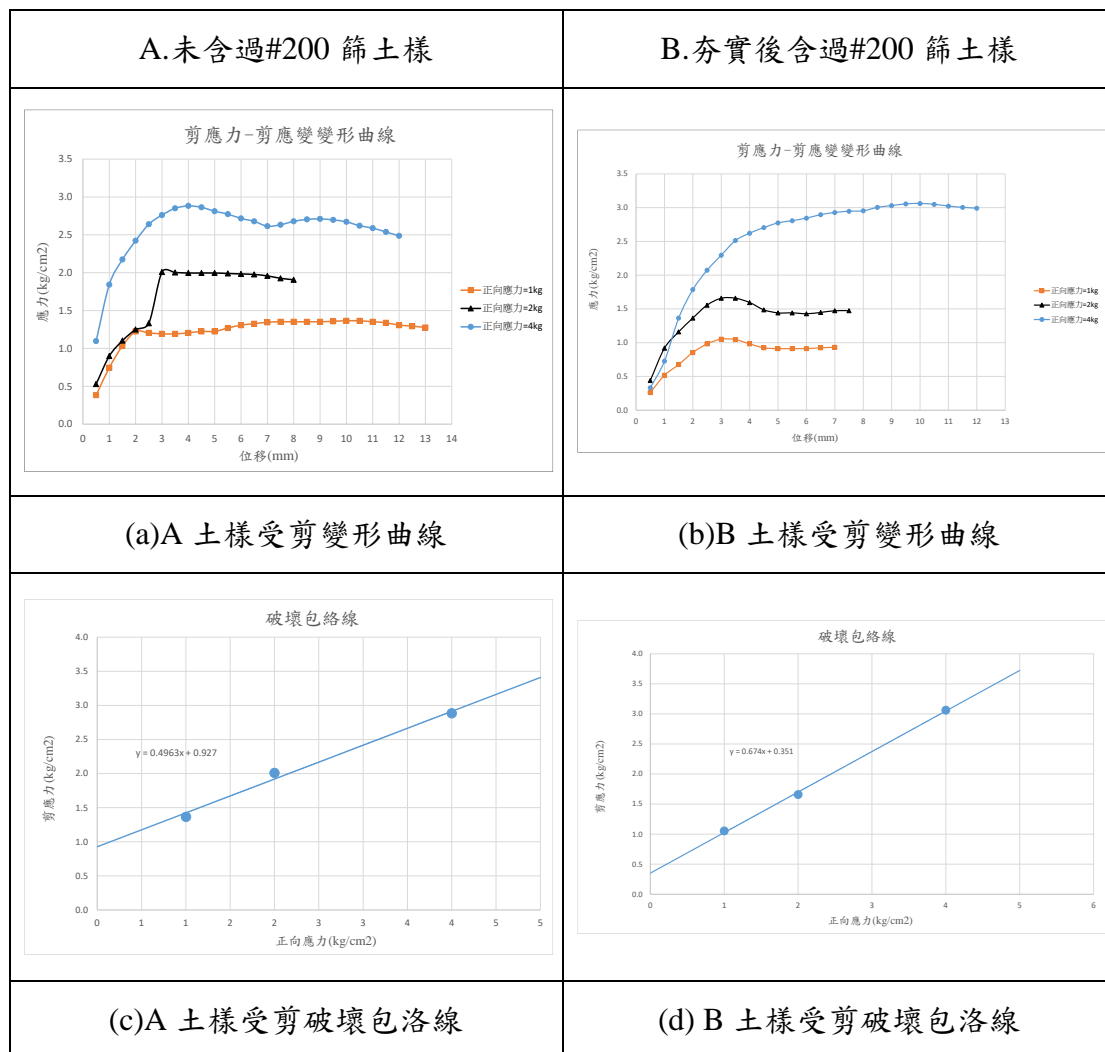 A.未含過#200 篩土樣
B.夯實後含過#200 篩土樣
剪應力-剪應變變形曲線
應力(kg/cm2)
3.5
3.0
2.5
2.0
1.5
1.0
0.5
0.0
0 1 2 3 4 5 6 7 8 9 10 11 12 13 14
位移(mm)
正向應力=1kg
正向應力=2kg
正向應力=4kg
剪應力-剪應變變形曲線
應力(kg/cm2)
3.5
3.0
2.5
2.0
1.5
1.0
0.5
0.0
0 1 2 3 4 5 6 7 8 9 10 11 12 13
位移(mm)
正向應力=1kg
正向應力=2kg
正向應力=4kg
(a)A 土樣受剪變形曲線
(b)B 土樣受剪變形曲線
破壞包絡線
剪應力(kg/cm2)
4.0
3.5
3.0
2.5
2.0
1.5
1.0
0.5
0.0
y = 0.4963x + 0.927
0 1 1 2 2 3 3 4 4 5 5
正向應力(kg/cm2)
破壞包絡線
剪應力(kg/cm2)
4.0
3.5
3.0
2.5
2.0
1.5
1.0
0.5
0.0
y = 0.674x + 0.351
0 1 2 3 4 5 6
正向應力(kg/cm2)
(c)A 土樣受剪破壞包洛線
(d) B 土樣受剪破壞包洛線